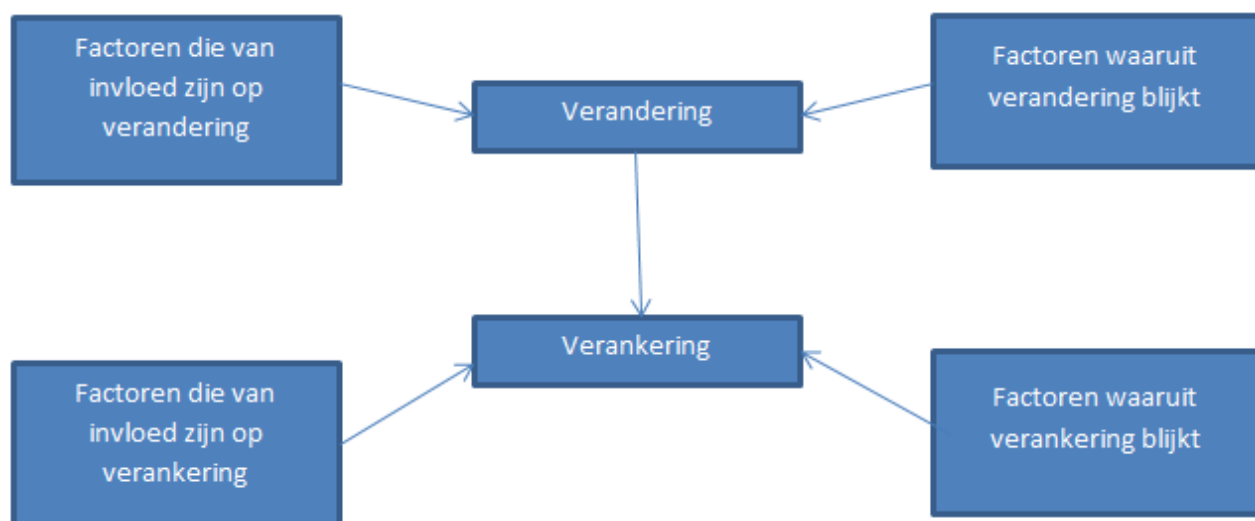 Factoren die van
invloed zijn op
verandering
Verandering
Factoren waaruit
verandering blijkt
Factoren die van
invloed zijn op
verankering
Verankering
Factoren waaruit
verankering blijkt